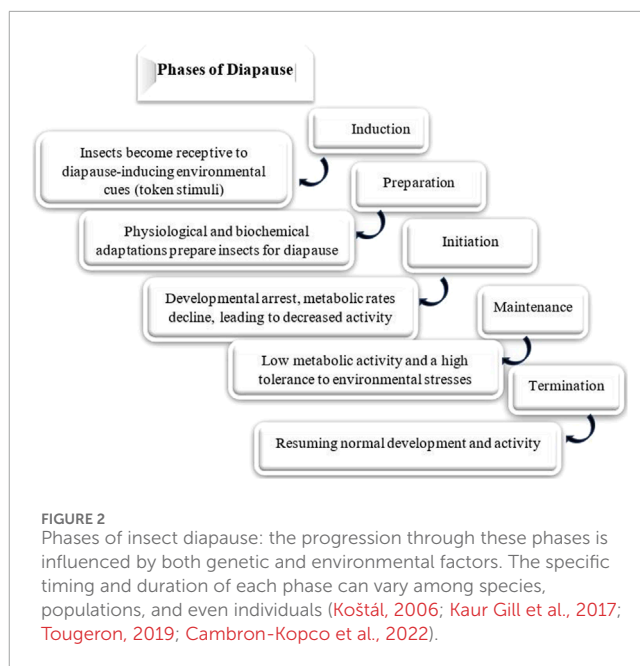 Phases of Diapause
Induction
Insects become receptive to
diapause-inducing environmental
cues (token stimuli)
Preparation
Physiological and biochemical
adaptations prepare insects for diapause
Initiation
Developmental arrest, metabolic rates
decline, leading to decreased activity
Maintenance
Low metabolic activity and a high
tolerance to environmental stresses
Termination
Resuming normal development and activity
FIGURE 2
Phases of insect diapause: the progression through these phases is
influenced by both genetic and environmental factors. The specific
timing and duration of each phase can vary among species,
populations, and even individuals (Koštál, 2006; Kaur Gill et al., 2017;
Tougeron, 2019; Cambron-Kopco et al., 2022).